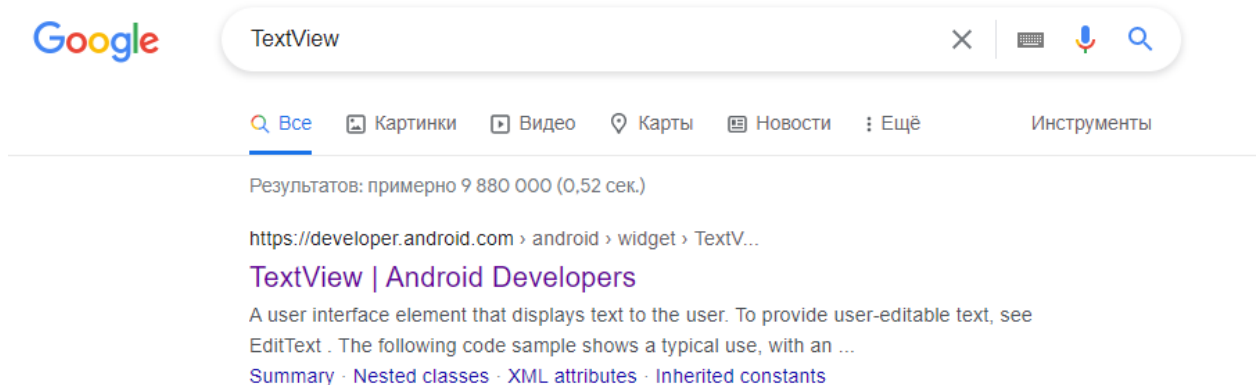 Google
TextView
Все Картинки Видео Карты Новости Ещё Инструменты
Результатов: примерно 9 880 000 (0,52 сек.)
https://developer.android.com › android › widget › TextV...
TextView | Android Developers
A user interface element that displays text to the user. To provide user-editable text, see
EditText . The following code sample shows a typical use, with an ...
Summary · Nested classes · XML attributes · Inherited constants